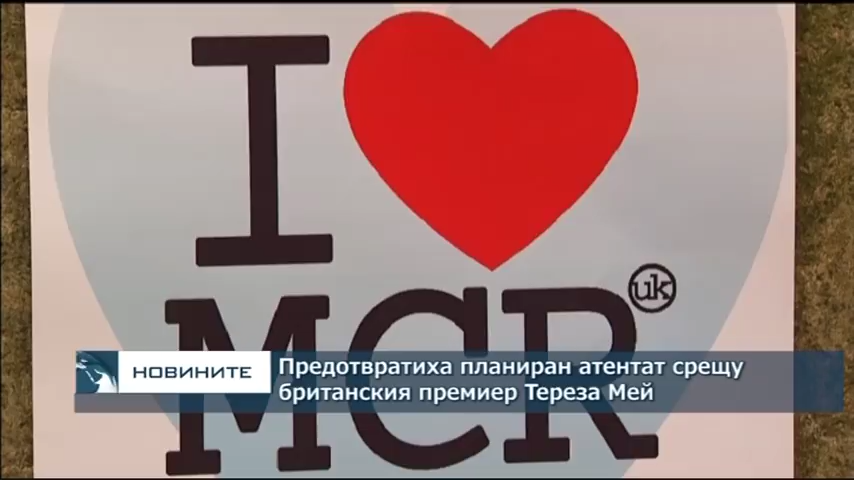 I
MCR
uk
НОВИНИТЕ
Предотвратиха планиран атентат срещу
британския премиер Тереза Мей